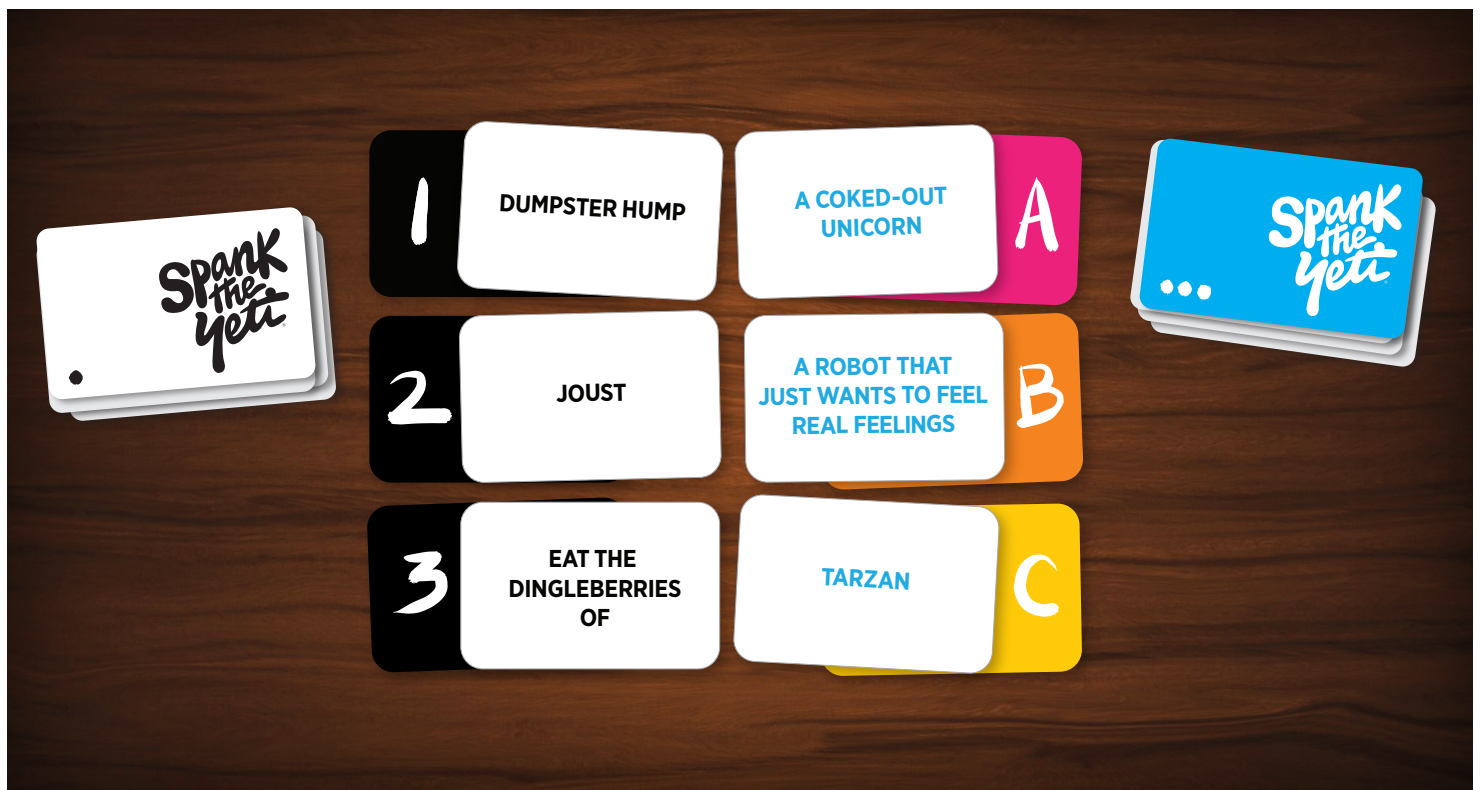 Spank
the
Yeti
1
DUMPSTER HUMP
A COKED-OUT
UNICORN
A
2
JOUST
A ROBOT THAT
JUST WANTS TO FEEL
REAL FEELINGS
B
3
EAT THE
DINGLEBERRIES
OF
TARZAN
C
Spank
the
Yeti